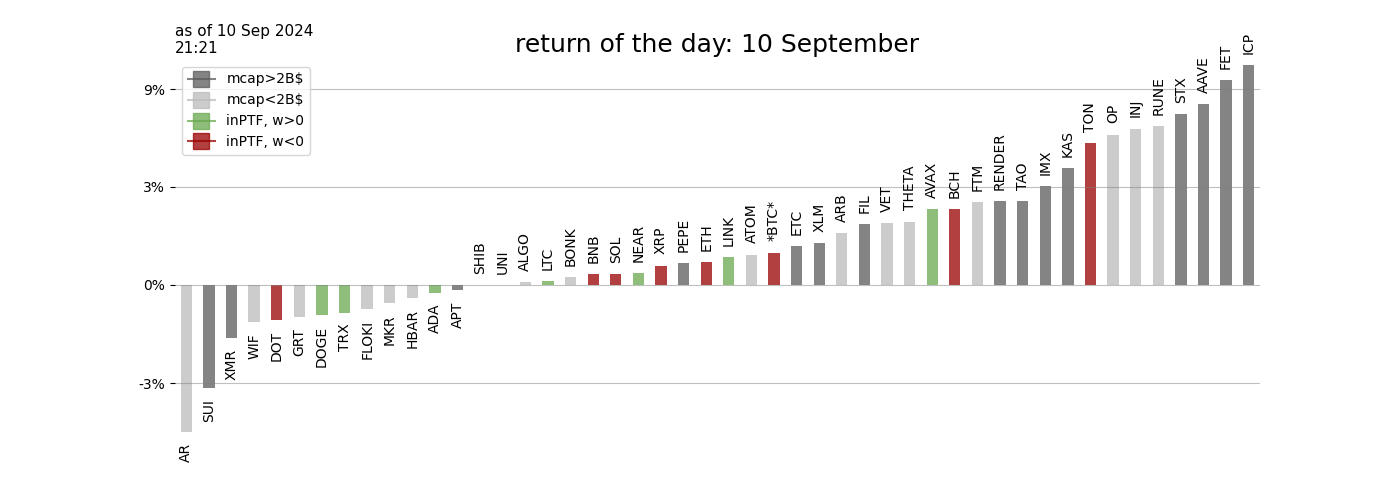 as of 10 Sep 2024
21:21
return of the day: 10 September
mcap>2B$
mcap<2B$
inPTF, w>0
inPTF, w<0
9%
3%
0%
-3%
AR
SUI
XMR
WIF
DOT
GRT
DOGE
TRX
FLOKI
MKR
HBAR
ADA
APT
SHIB
UNI
ALGO
LTC
BONK
BNB
SOL
NEAR
XRP
PEPE
ETH
LINK
ATOM
*BTC*
ETC
XLM
ARB
FIL
VET
THETA
AVAX
BCH
FTM
RENDER
TAO
IMX
KAS
TON
OP
INJ
RUNE
STX
AAVE
FET
ICP